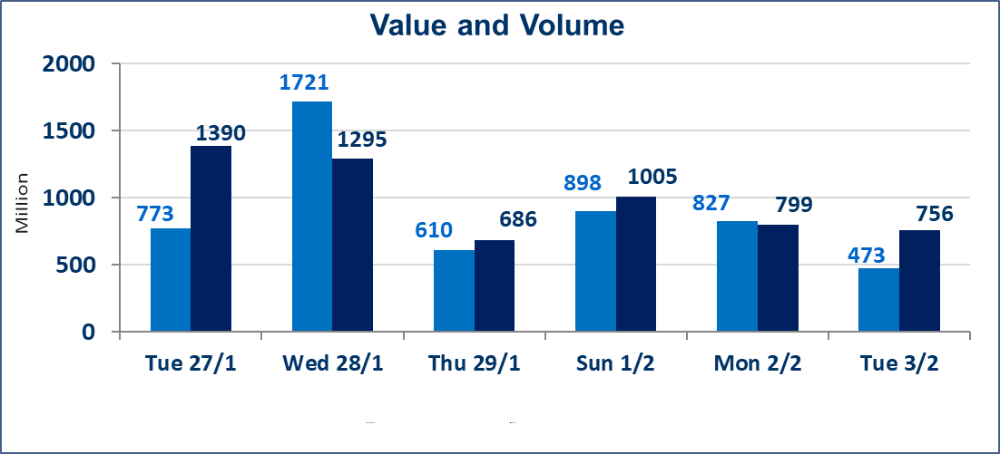 Value and Volume
2000
1500
1000
500
0
Million
773
1390
1721
1295
610
686
898
1005
827
799
473
756
Tue 27/1
Wed 28/1
Thu 29/1
Sun 1/2
Mon 2/2
Tue 3/2